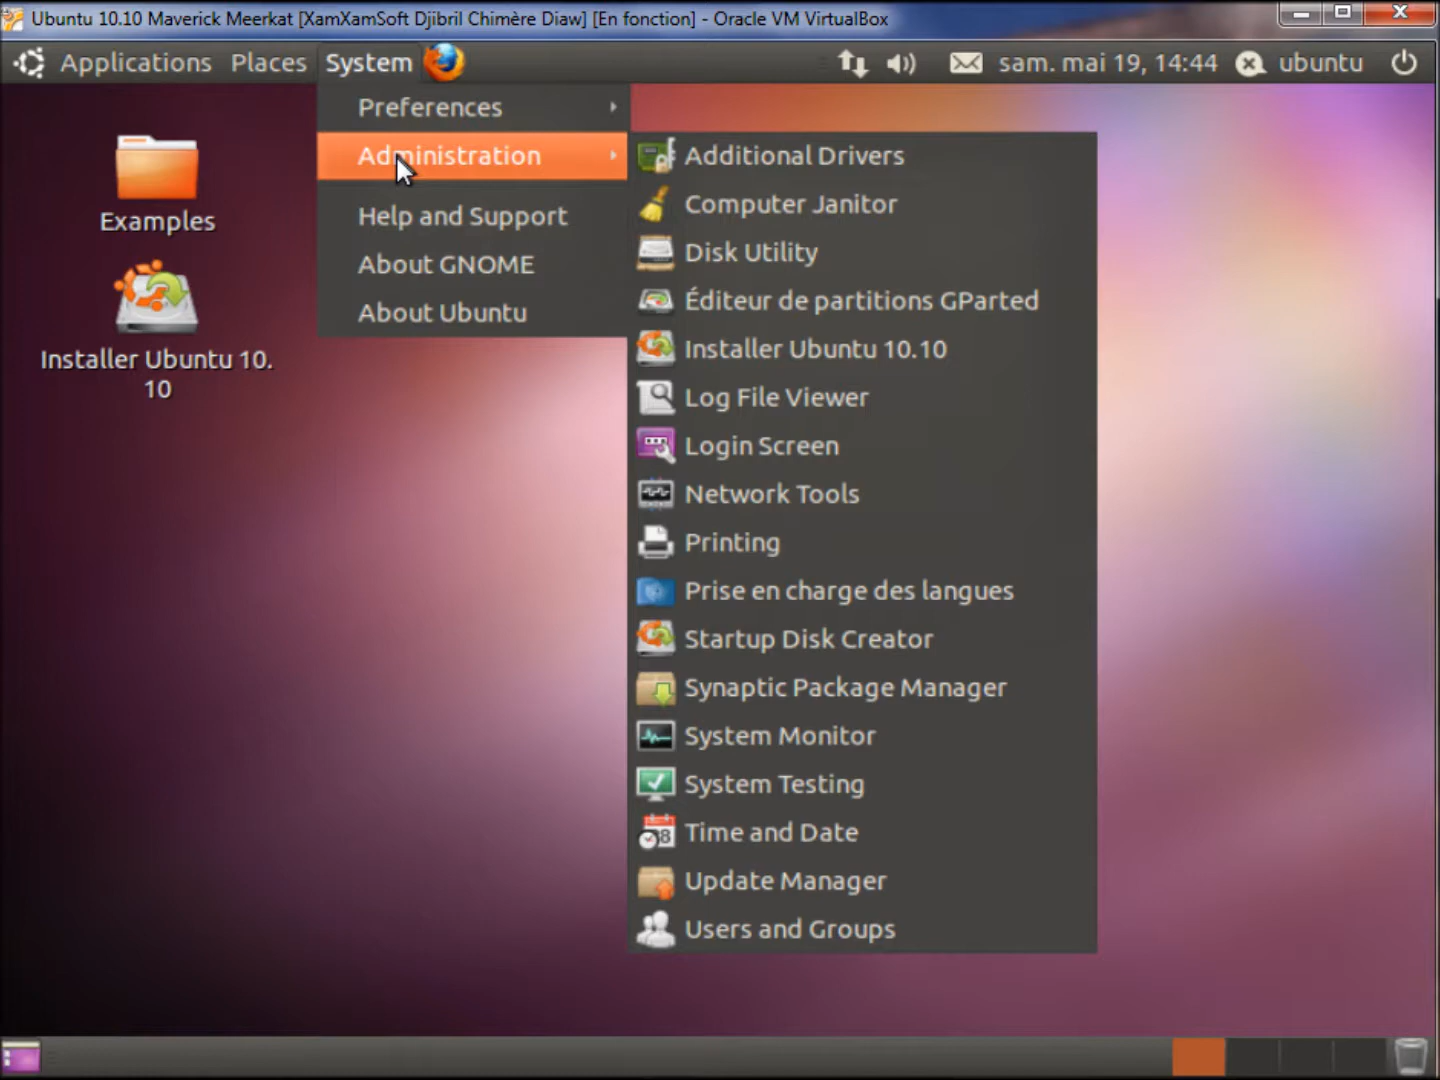 Ubuntu 10.10 Maverick Meerkat [XamXamSoft Djibril Chimère Diaw] [En fonction] - Oracle VM VirtualBox
Applications Places System sam. mai 19, 14:44 ubuntu
Preferences
Administration
Help and Support
About GNOME
About Ubuntu
Examples
Installer Ubuntu 10.
10
Additional Drivers
Computer Janitor
Disk Utility
Éditeur de partitions GParted
Installer Ubuntu 10.10
Log File Viewer
Login Screen
Network Tools
Printing
Prise en charge des langues
Startup Disk Creator
Synaptic Package Manager
System Monitor
System Testing
Time and Date
Update Manager
Users and Groups